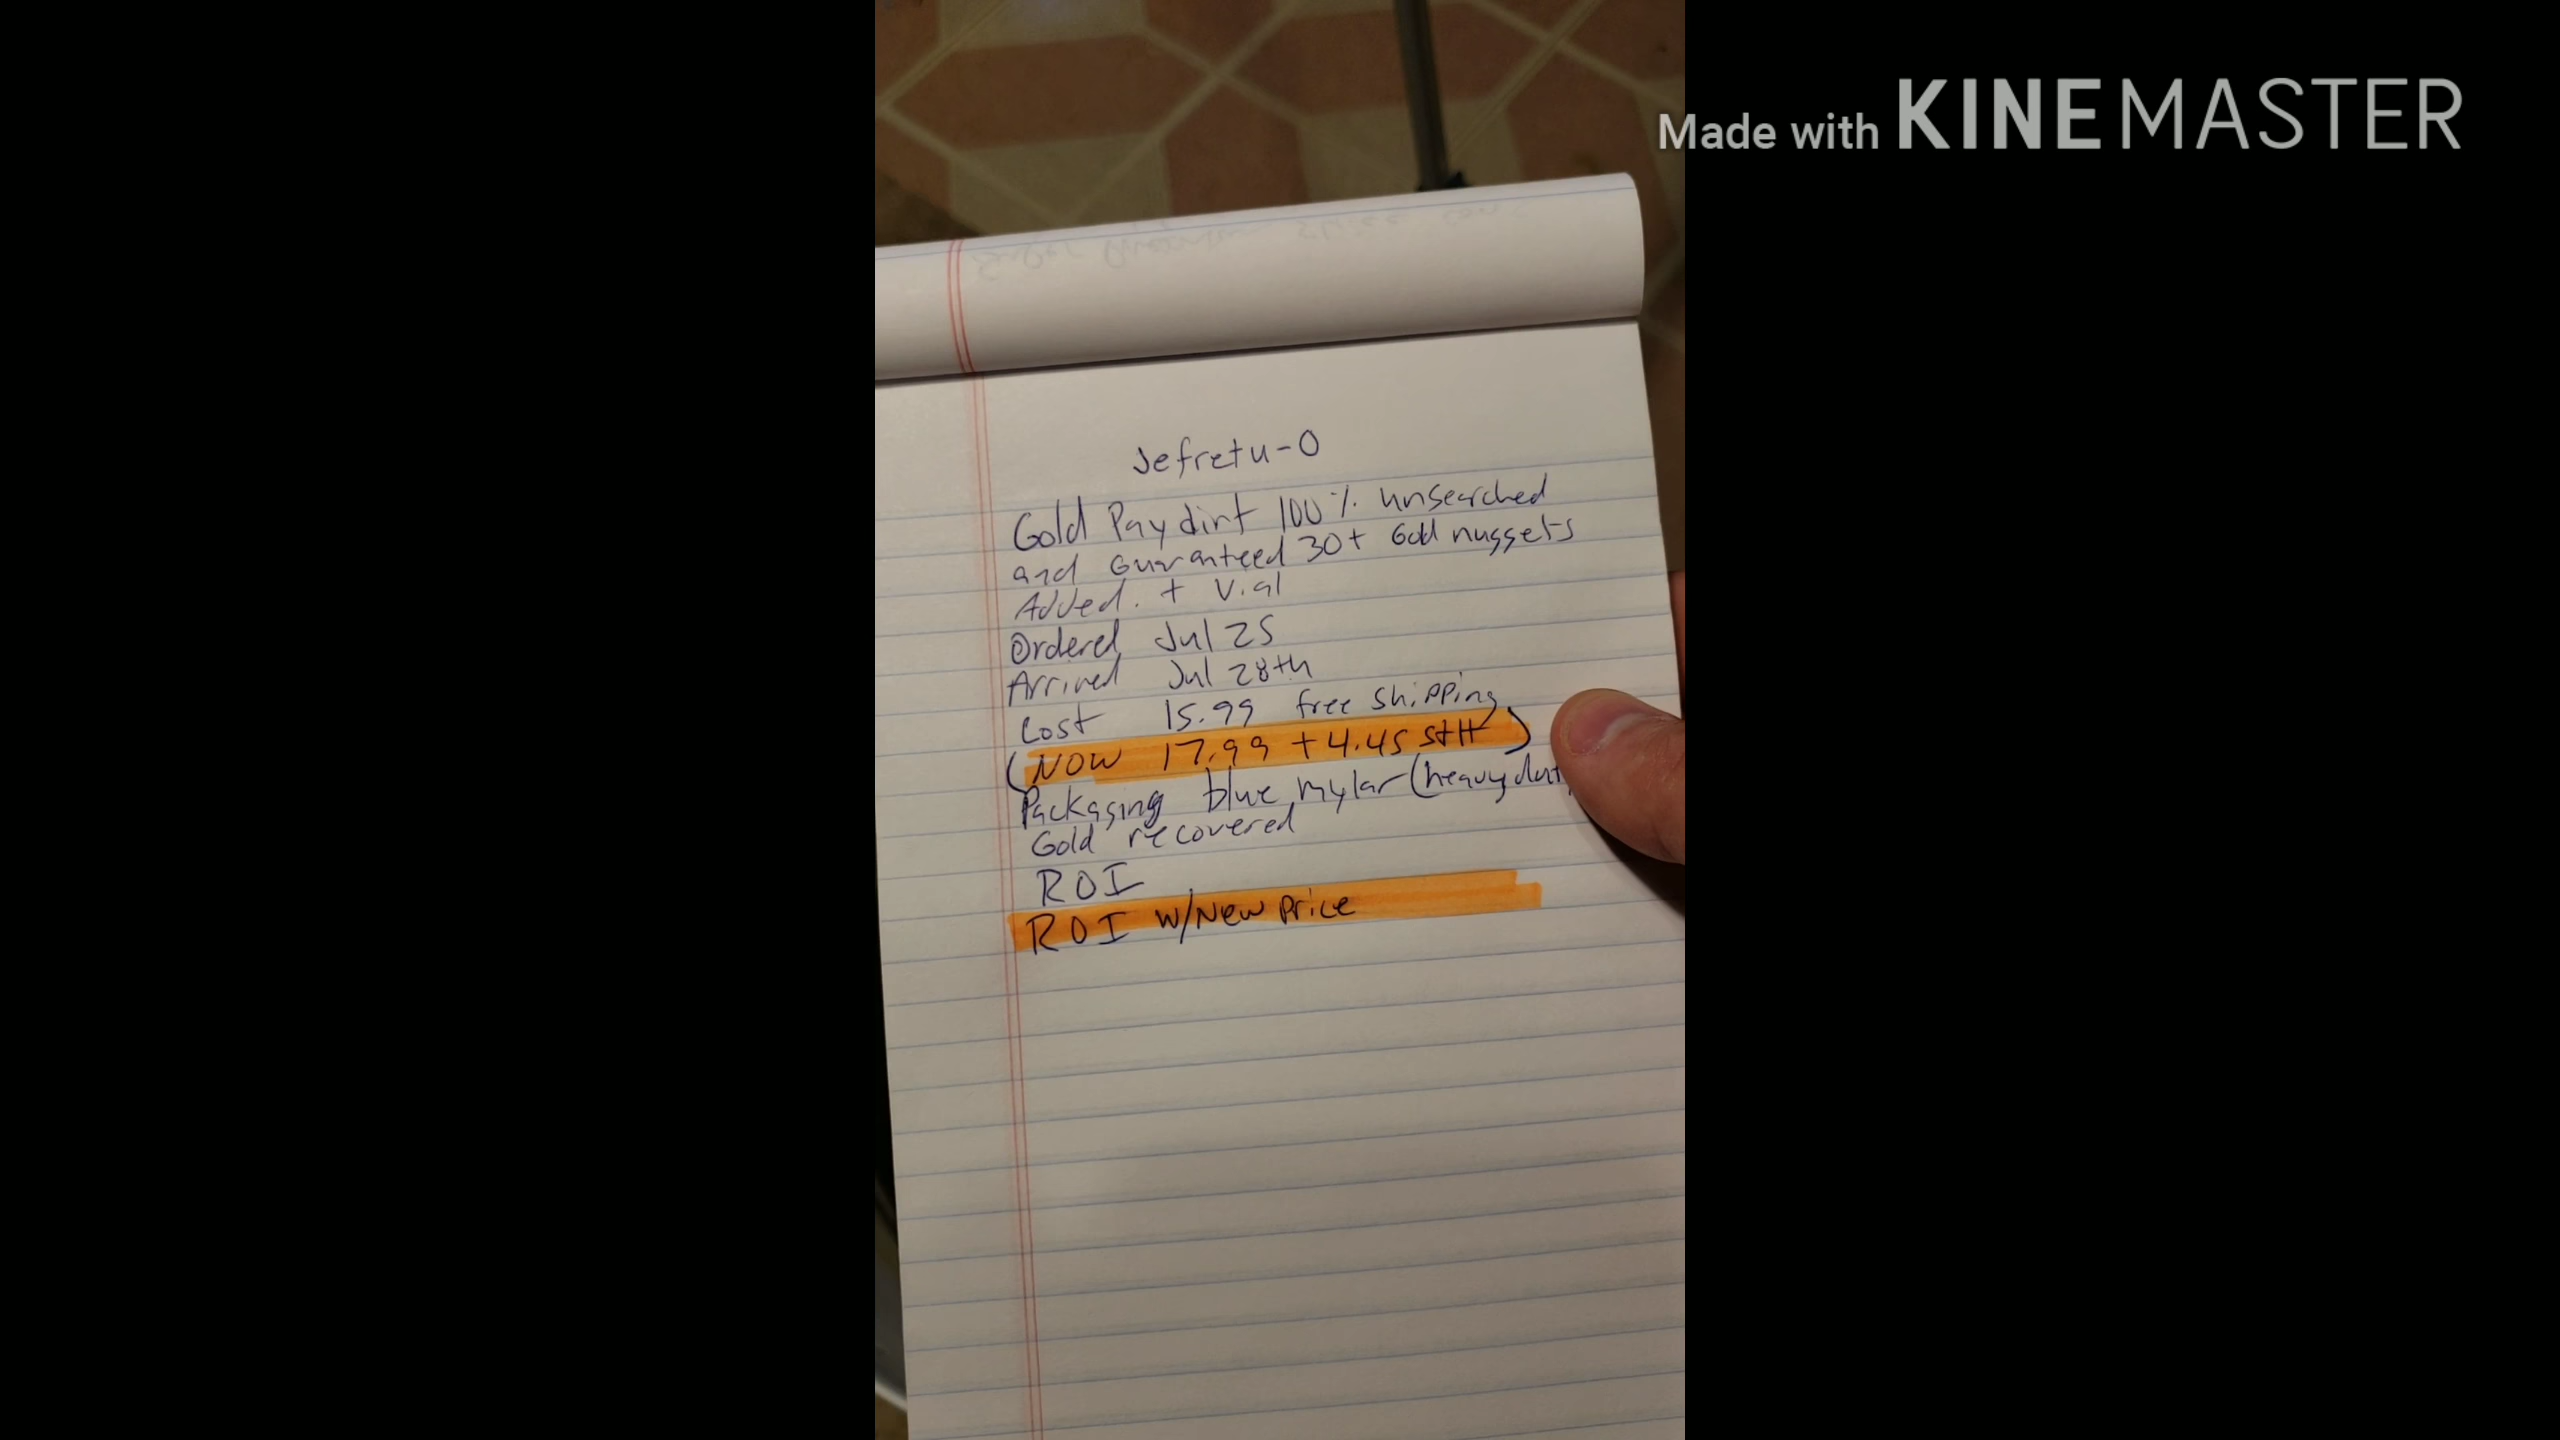 Made with KINEMASTER
Jefretu-O
Gold Paydirt 100% unsearched
and Guaranteed 30+ Gold nuggets
Added. + Vial
Ordered Jul 25
Arrived Jul 28th
Cost 15.99 free shipping
(NOW 17.99 + 4.45 S+H)
Packaging blue mylar (heavy dut
Gold recovered
ROI
ROI w/New Price